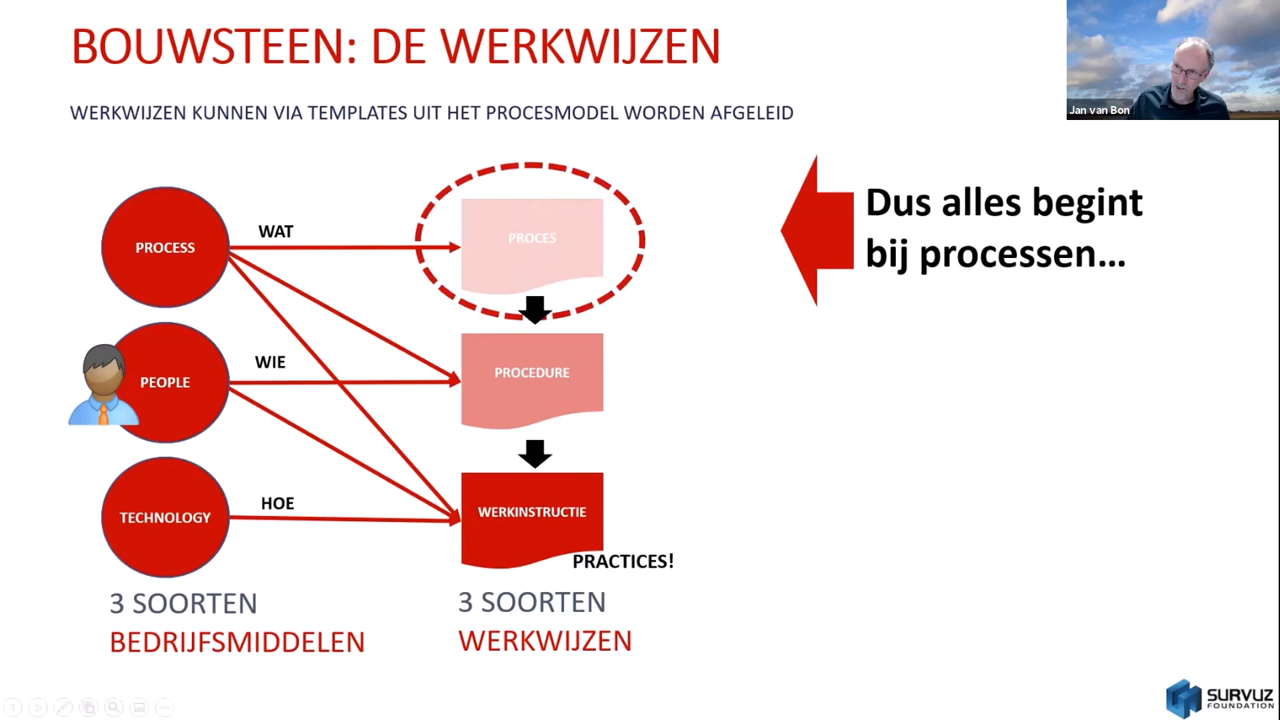 BOUWSTEEN: DE WERKWIJZEN
Jan van Bon
WERKWIJZEN KUNNEN VIA TEMPLATES UIT HET PROCESMODEL WORDEN AFGELEID
Dus alles begint
bij processen...
PROCESS
WAT
PROCES
PEOPLE
WIE
PROCEDURE
TECHNOLOGY
HOE
WERKINSTRUCTIE
PRACTICES!
3 SOORTEN
BEDRIJFSMIDDELEN
3 SOORTEN
WERKWIJZEN
SURVUZ
FOUNDATION